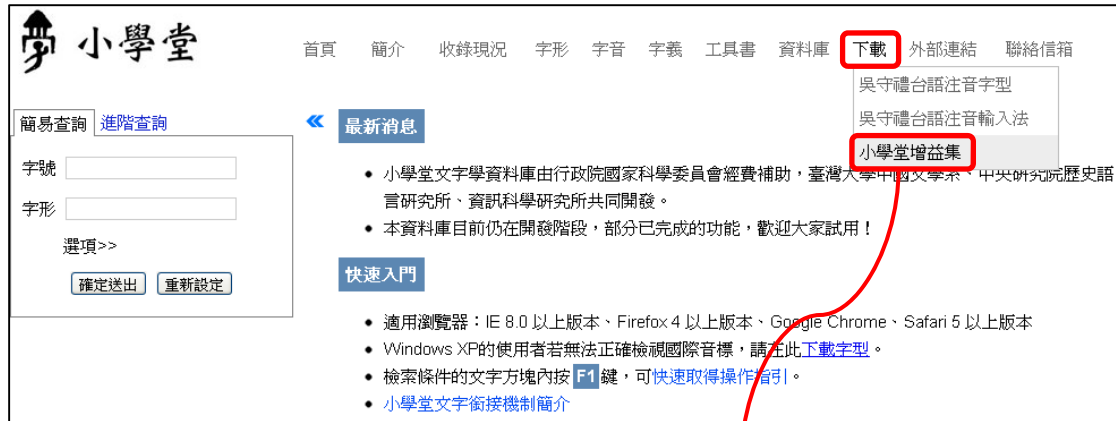 小學堂
首頁 簡介 收錄現況 字形 字音 字義 工具書 資料庫 下載 外部連結 聯絡信箱
吳守禮台語注音字型
吳守禮台語注音輸入法
小學堂增益集
簡易查詢 進階查詢
字號
字形
選項>>
確定送出 重新設定
« 最新消息
• 小學堂文字學資料庫由行政院國家科學委員會經費補助，臺灣大學中國文學系、中央研究院歷史語
言研究所、資訊科學研究所共同開發。
• 本資料庫目前仍在開發階段，部分已完成的功能，歡迎大家試用！
快速入門
• 適用瀏覽器：IE 8.0 以上版本、Firefox 4 以上版本、Google Chrome、Safari 5 以上版本
• Windows XP的使用者若無法正確檢視國際音標，請在此下載字型。
• 檢索條件的文字方塊內按 F1 鍵，可快速取得操作指引。
• 小學堂文字銜接機制簡介